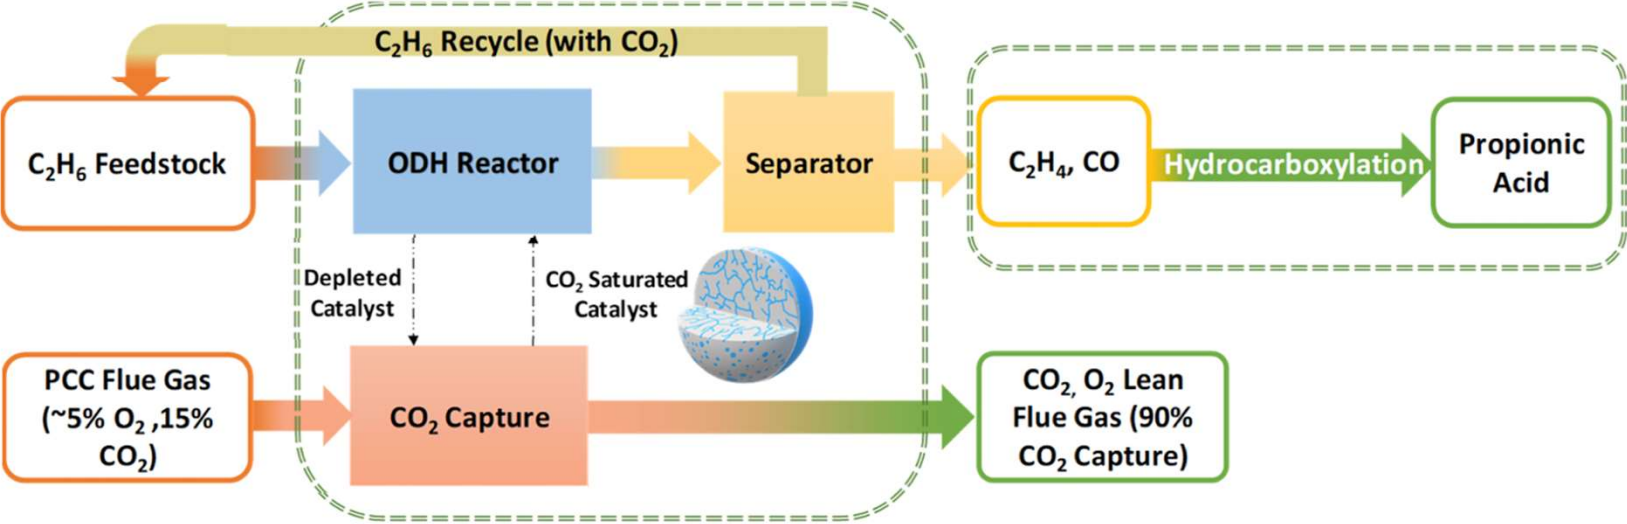 C₂H₆ Recycle (with CO₂)
C₂H₆ Feedstock
ODH Reactor
Separator
C₂H₄, CO
Hydrocarboxylation
Propionic
Acid
Depleted
Catalyst
CO₂ Saturated
Catalyst
PCC Flue Gas
(~5% O₂ ,15%
CO₂)
CO₂ Capture
CO₂, O₂ Lean
Flue Gas (90%
CO₂ Capture)